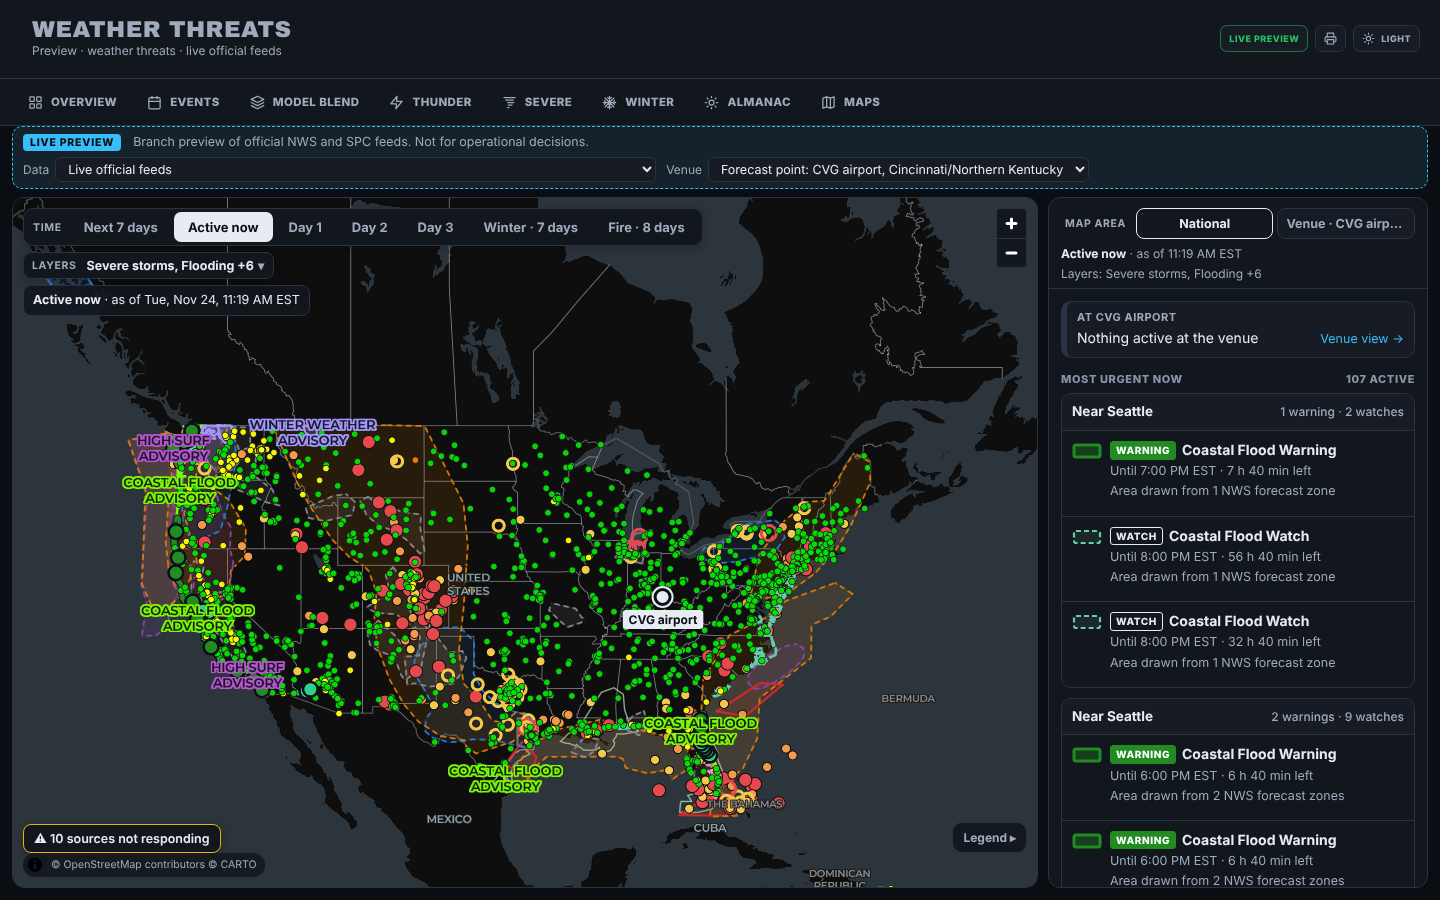 WEATHER THREATS
Preview · weather threats · live official feeds
LIVE PREVIEW
LIGHT
OVERVIEW
EVENTS
MODEL BLEND
THUNDER
SEVERE
WINTER
ALMANAC
MAPS
LIVE PREVIEW Branch preview of official NWS and SPC feeds. Not for operational decisions.
Data Live official feeds
Venue Forecast point: CVG airport, Cincinnati/Northern Kentucky
TIME Next 7 days Active now Day 1 Day 2 Day 3 Winter · 7 days Fire · 8 days
LAYERS Severe storms, Flooding +6 ▾
Active now · as of Tue, Nov 24, 11:19 AM EST
+
−
WINTER WEATHER
ADVISORY
HIGH SURF
ADVISORY
COASTAL FLOOD
ADVISORY
UNITED
STATES
COASTAL FLOOD
ADVISORY
CVG airport
HIGH SURF
ADVISORY
BERMUDA
COASTAL FLOOD
ADVISORY
COASTAL FLOOD
ADVISORY
THE BAHAMAS
MEXICO
CUBA
DOMINICAN
REPUBLIC
⚠ 10 sources not responding
© OpenStreetMap contributors © CARTO
Legend ▸
MAP AREA National Venue · CVG airp...
Active now · as of 11:19 AM EST
Layers: Severe storms, Flooding +6
AT CVG AIRPORT
Nothing active at the venue Venue view →
MOST URGENT NOW 107 ACTIVE
Near Seattle 1 warning · 2 watches
WARNING Coastal Flood Warning
Until 7:00 PM EST · 7 h 40 min left
Area drawn from 1 NWS forecast zone
WATCH Coastal Flood Watch
Until 8:00 PM EST · 56 h 40 min left
Area drawn from 1 NWS forecast zone
WATCH Coastal Flood Watch
Until 8:00 PM EST · 32 h 40 min left
Area drawn from 1 NWS forecast zone
Near Seattle 2 warnings · 9 watches
WARNING Coastal Flood Warning
Until 6:00 PM EST · 6 h 40 min left
Area drawn from 2 NWS forecast zones
WARNING Coastal Flood Warning
Until 6:00 PM EST · 6 h 40 min left
Area drawn from 2 NWS forecast zones